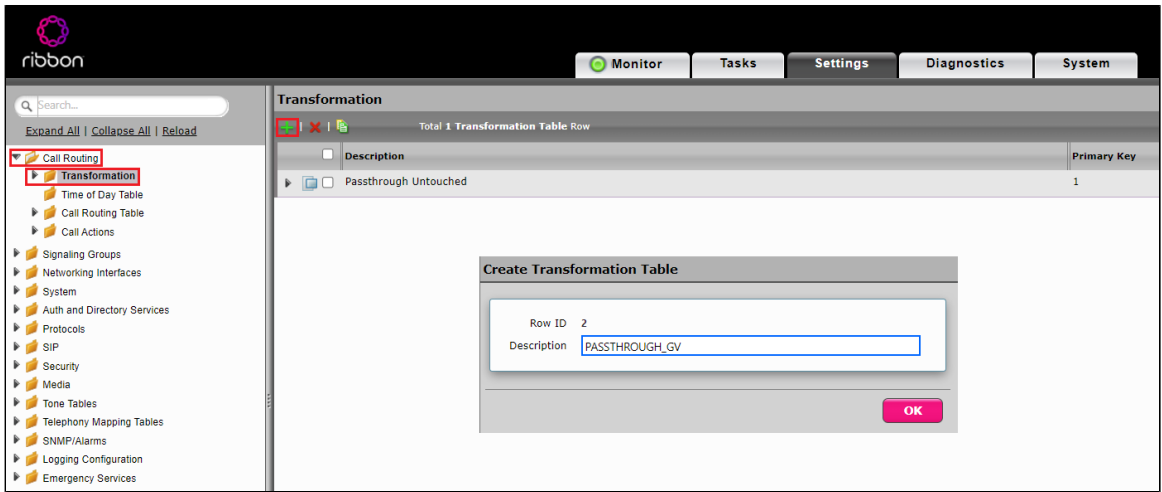 ribbon
Monitor
Tasks
Settings
Diagnostics
System
Search...
Expand All | Collapse All | Reload
Call Routing
Transformation
Time of Day Table
Call Routing Table
Call Actions
Signaling Groups
Networking Interfaces
System
Auth and Directory Services
Protocols
SIP
Security
Media
Tone Tables
Telephony Mapping Tables
SNMP/Alarms
Logging Configuration
Emergency Services
Transformation
Total 1 Transformation Table Row
Description Primary Key
Passthrough Untouched 1
Create Transformation Table
Row ID 2
Description PASSTHROUGH_GV
OK